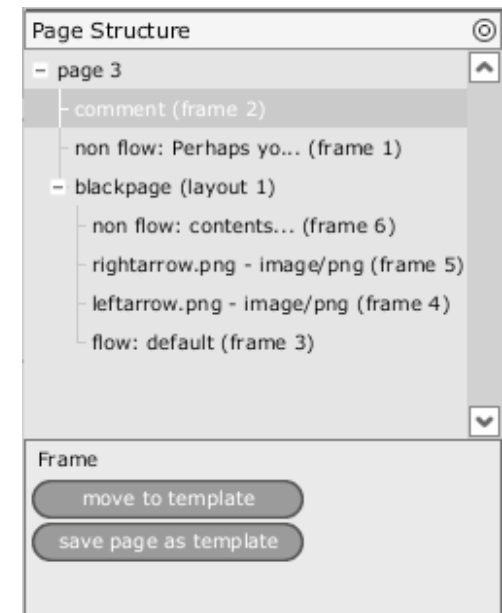 Page Structure
page 3
comment (frame 2)
non flow: Perhaps yo... (frame 1)
blackpage (layout 1)
non flow: contents... (frame 6)
rightarrow.png - image/png (frame 5)
leftarrow.png - image/png (frame 4)
flow: default (frame 3)
Frame
move to template
save page as template